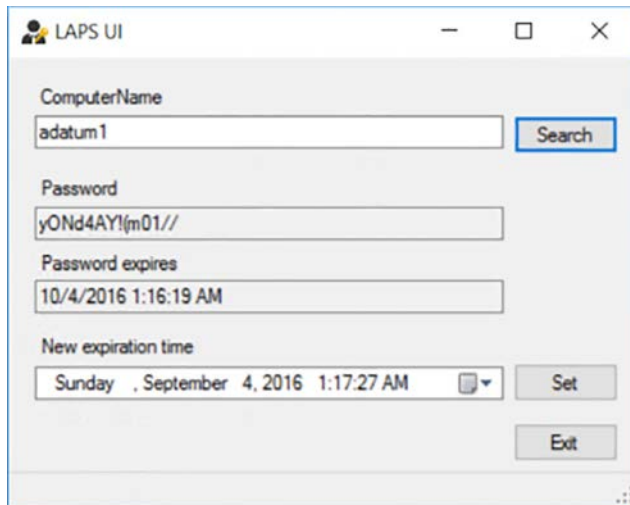 LAPS UI
ComputerName
adatum1
Search
Password
yONd4AY!(m01//
Password expires
10/4/2016 1:16:19 AM
New expiration time
Sunday , September 4, 2016 1:17:27 AM
Set
Exit